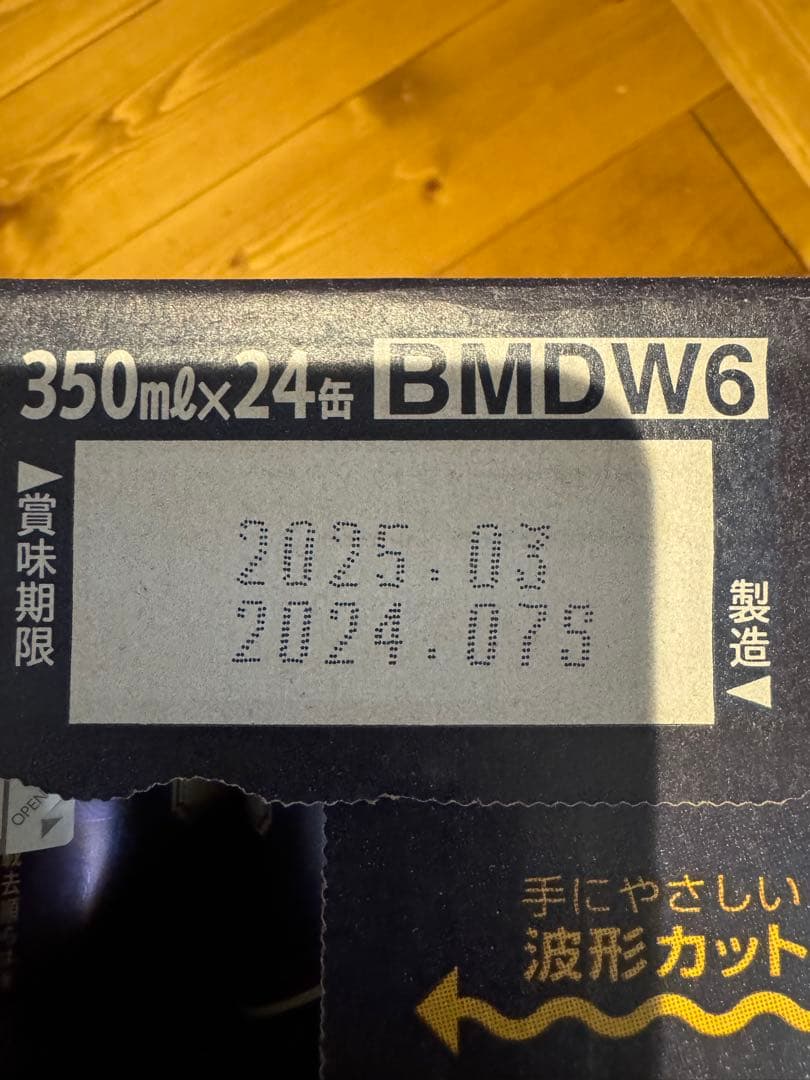 350ml×24缶 BMDW6
▶賞味期限
2025.03
2024.07S
製造◀
OPEN
手にやさしい
波形カット